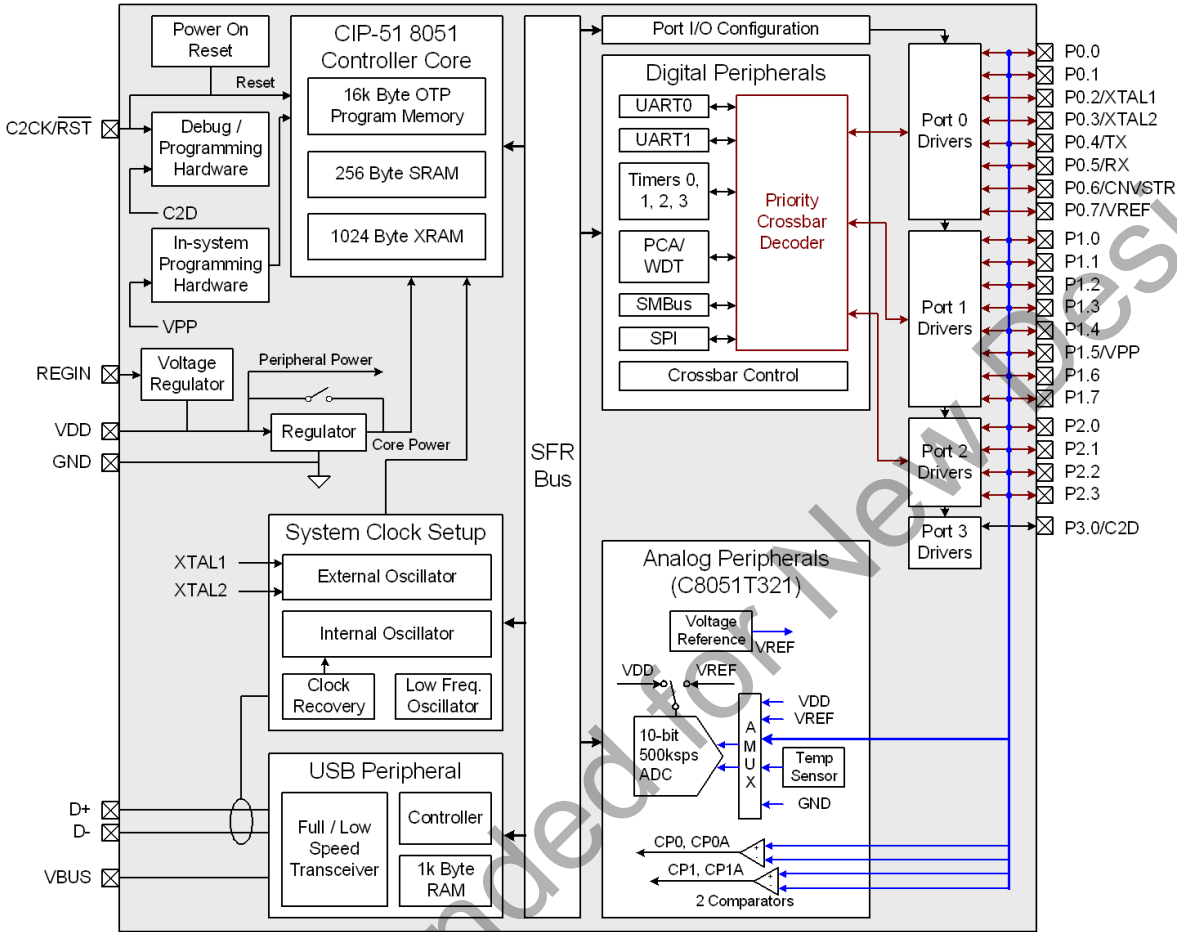 Power On
Reset
C2CK/RST
Reset
Debug /
Programming
Hardware
C2D
In-system
Programming
Hardware
VPP
CIP-51 8051
Controller Core
16k Byte OTP
Program Memory
256 Byte SRAM
1024 Byte XRAM
REGIN
Voltage
Regulator
Peripheral Power
VDD
Regulator
Core Power
GND
System Clock Setup
XTAL1
XTAL2
External Oscillator
Internal Oscillator
Clock
Recovery
Low Freq.
Oscillator
USB Peripheral
D+
D-
VBUS
Full / Low
Speed
Transceiver
Controller
1k Byte
RAM
SFR
Bus
Port I/O Configuration
Digital Peripherals
UART0
UART1
Timers 0,
1, 2, 3
PCA/
WDT
SMBus
SPI
Priority
Crossbar
Decoder
Crossbar Control
Port 0
Drivers
Port 1
Drivers
Port 2
Drivers
Port 3
Drivers
P0.0
P0.1
P0.2/XTAL1
P0.3/XTAL2
P0.4/TX
P0.5/RX
P0.6/CNVSTR
P0.7/VREF
P1.0
P1.1
P1.2
P1.3
P1.4
P1.5/VPP
P1.6
P1.7
P2.0
P2.1
P2.2
P2.3
P3.0/C2D
Analog Peripherals
(C8051T321)
Voltage
Reference
VREF
VDD
VREF
10-bit
500ksps
ADC
AMUX
VDD
VREF
Temp
Sensor
GND
CP0, CP0A
+
-
CP1, CP1A
+
-
2 Comparators
nded for New Desi